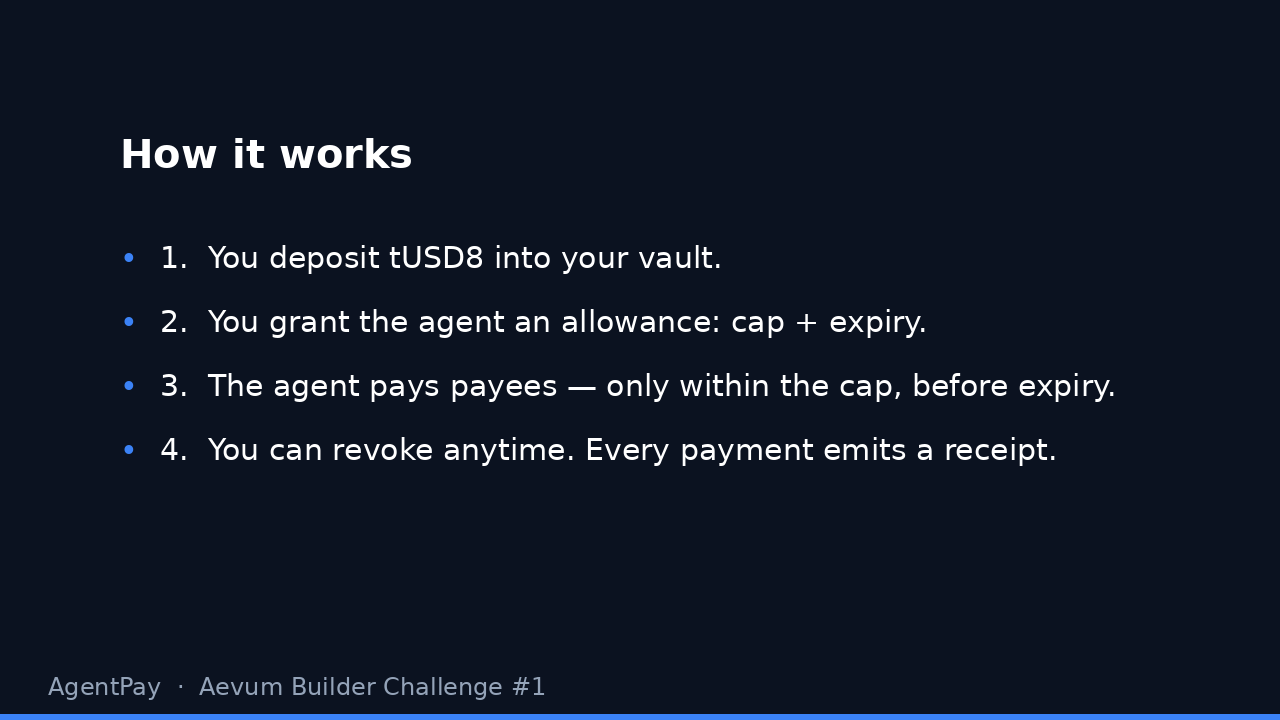 How it works
• 1. You deposit tUSD8 into your vault.
• 2. You grant the agent an allowance: cap + expiry.
• 3. The agent pays payees — only within the cap, before expiry.
• 4. You can revoke anytime. Every payment emits a receipt.
AgentPay · Aevum Builder Challenge #1